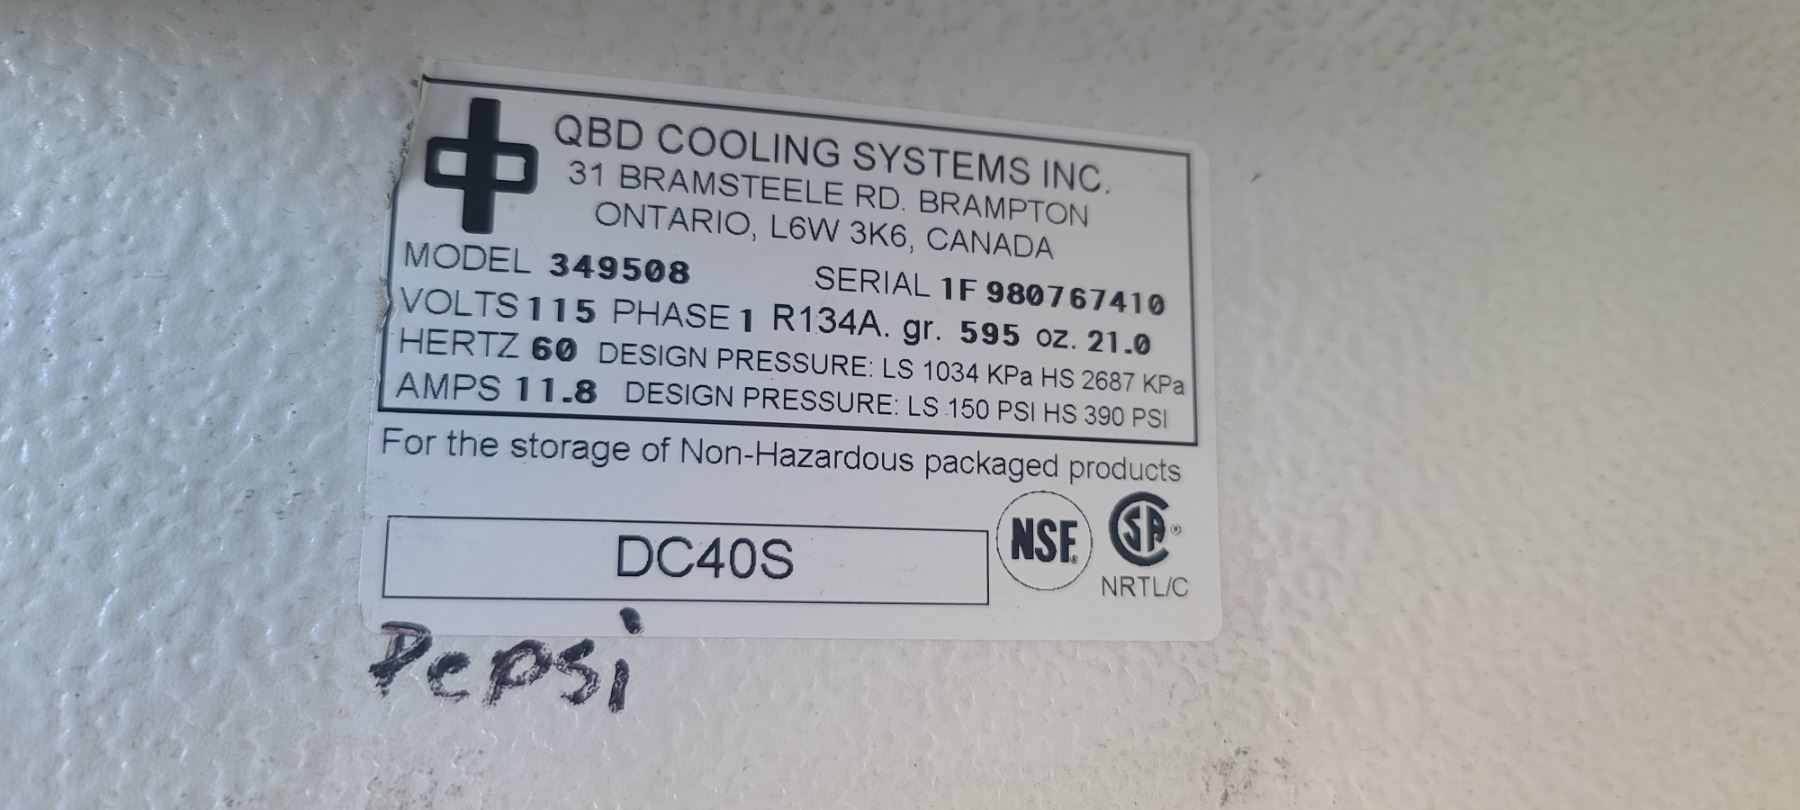 QBD COOLING SYSTEMS INC.
31 BRAMSTEELE RD. BRAMPTON
ONTARIO, L6W 3K6, CANADA
MODEL 349508 SERIAL 1F 980767410
VOLTS 115 PHASE 1 R134A. gr. 595 oz. 21.0
HERTZ 60 DESIGN PRESSURE: LS 1034 KPa HS 2687 KPa
AMPS 11.8 DESIGN PRESSURE: LS 150 PSI HS 390 PSI
For the storage of Non-Hazardous packaged products
DC40S
NSF®
SA®
NRTL/C
Pepsi